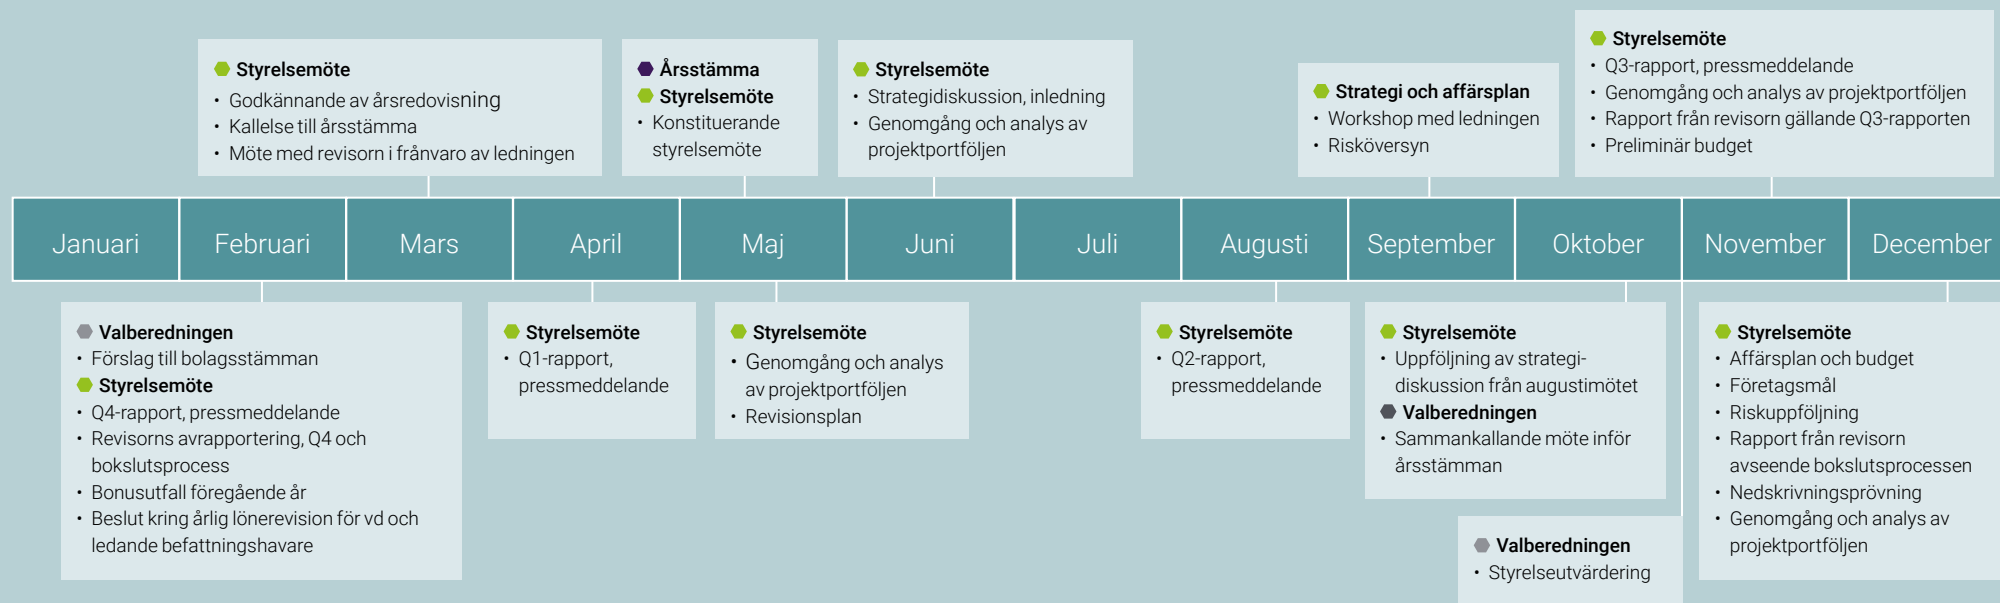 Styrelsemöte
Godkännande av årsredovisning
Kallelse till årsstämma
Möte med revisorn i frånvaro av ledningen
Årsstämma
Styrelsemöte
Konstituerande
styrelsemöte
Styrelsemöte
Strategidiskussion, inledning
Genomgång och analys av
projektportföljen
Strategi och affärsplan
Workshop med ledningen
Risköversyn
Styrelsemöte
Q3-rapport, pressmeddelande
Genomgång och analys av projektportföljen
Rapport från revisorn gällande Q3-rapporten
Preliminär budget
Januari
Februari
Mars
April
Maj
Juni
Juli
Augusti
September
Oktober
November
December
Valberedningen
Förslag till bolagsstämman
Styrelsemöte
Q4-rapport, pressmeddelande
Revisorns avrapportering, Q4 och
bokslutsprocess
Bonusutfall föregående år
Beslut kring årlig lönerevision för vd och
ledande befattningshavare
Styrelsemöte
Q1-rapport,
pressmeddelande
Styrelsemöte
Genomgång och analys
av projektportföljen
Revisionsplan
Styrelsemöte
Q2-rapport,
pressmeddelande
Styrelsemöte
Uppföljning av strategi-
diskussion från augustimötet
Valberedningen
Sammankallande möte inför
årsstämman
Valberedningen
Styrelseutvärdering
Styrelsemöte
Affärsplan och budget
Företagsmål
Riskuppföljning
Rapport från revisorn
avseende bokslutsprocessen
Nedskrivningsprövning
Genomgång och analys av
projektportföljen